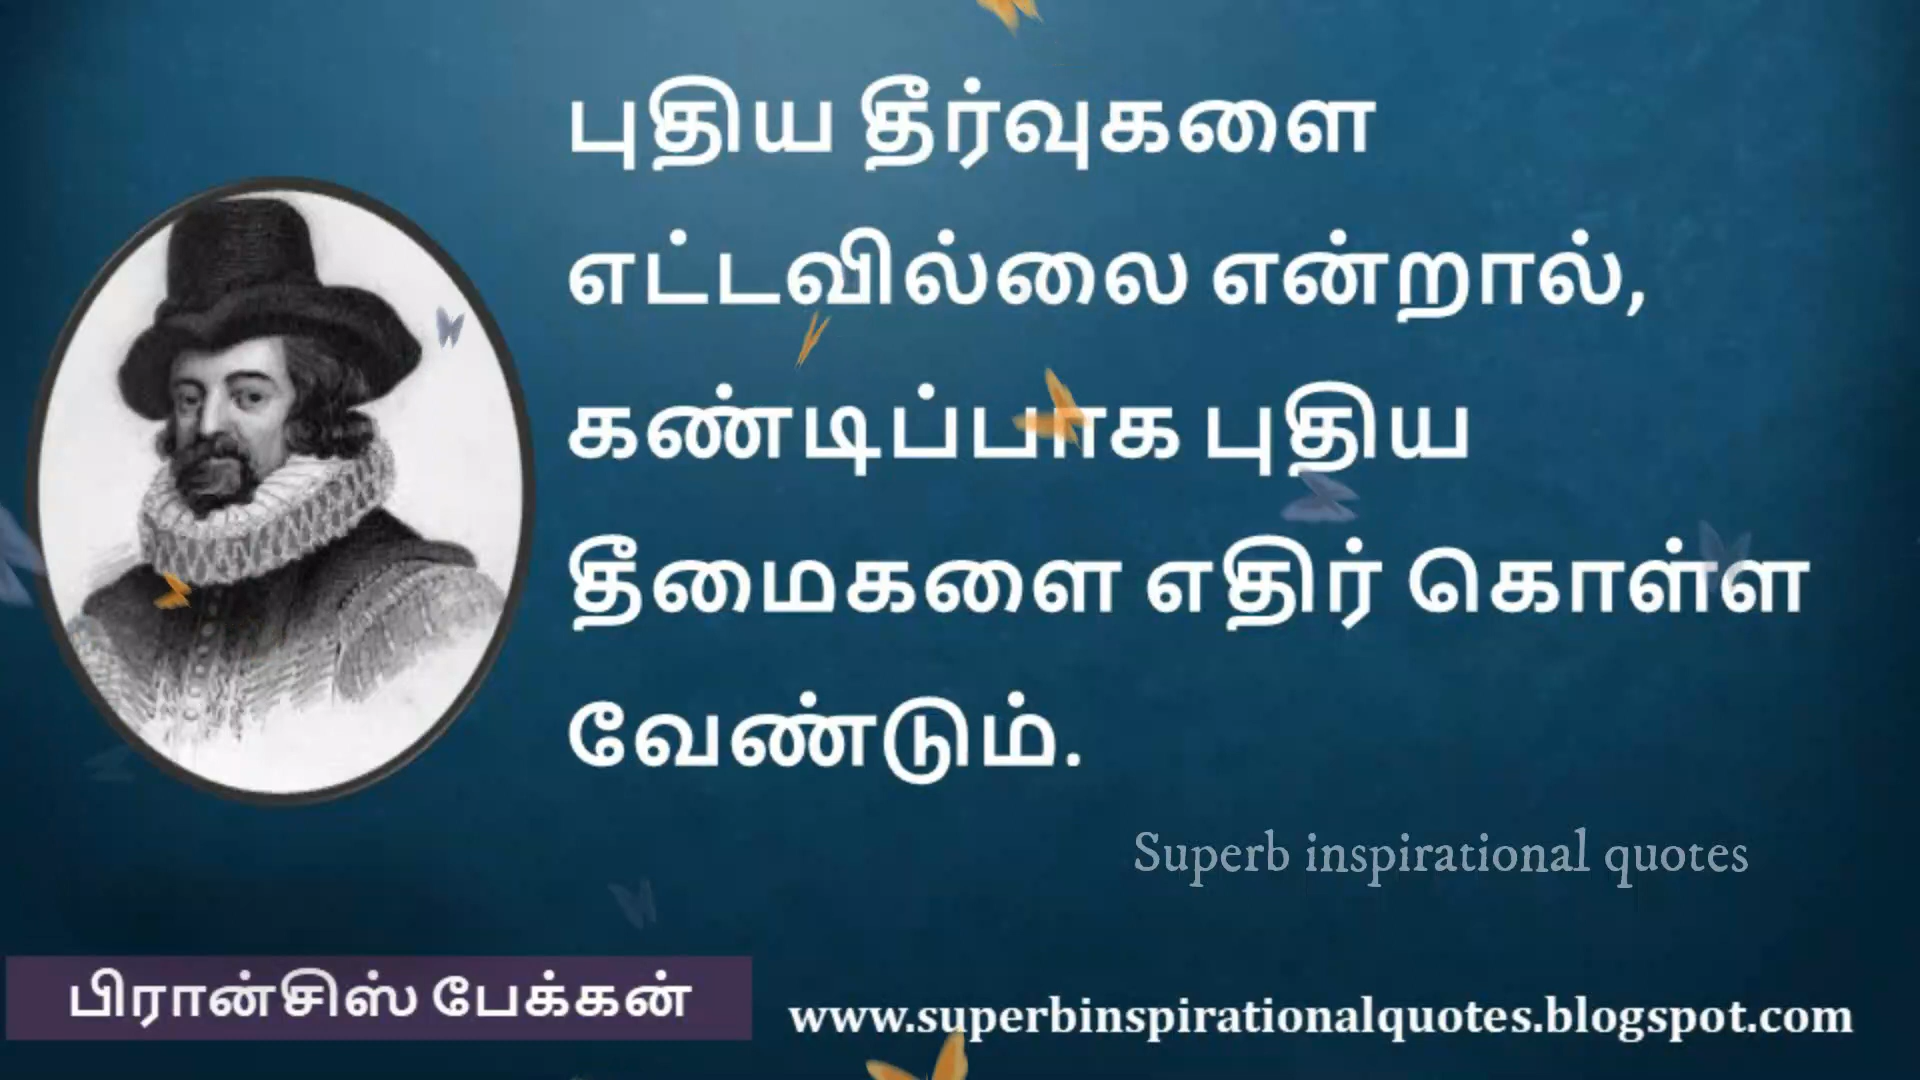 புதிய தீர்வுகளை
எட்டவில்லை என்றால்,
கண்டிப்பாக புதிய
தீமைகளை எதிர் கொள்ள
வேண்டும்.
Superb inspirational quotes
பிரான்சிஸ் பேக்கன்
www.superbinspirationalquotes.blogspot.com